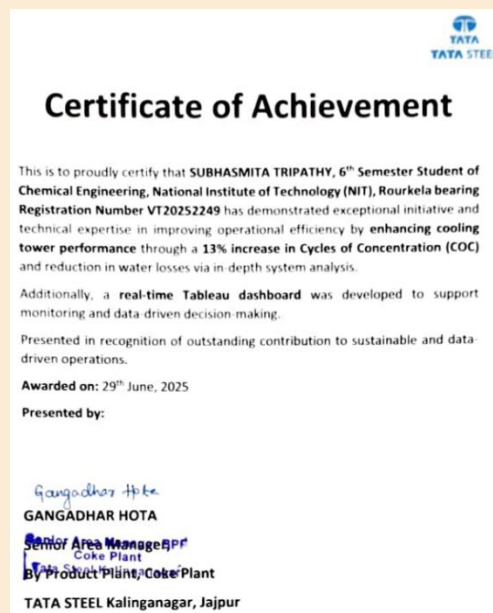 TATA
TATA STEEL
Certificate of Achievement
This is to proudly certify that SUBHASMITA TRIPATHY, 6th Semester Student of
Chemical Engineering, National Institute of Technology (NIT), Rourkela bearing
Registration Number VT20252249 has demonstrated exceptional initiative and
technical expertise in improving operational efficiency by enhancing cooling
tower performance through a 13% increase in Cycles of Concentration (COC)
and reduction in water losses via in-depth system analysis.
Additionally, a real-time Tableau dashboard was developed to support
monitoring and data-driven decision-making.
Presented in recognition of outstanding contribution to sustainable and data-
driven operations.
Awarded on: 29th June, 2025
Presented by:
Gangadhar Hota
GANGADHAR HOTA
Senior Area Manager, BPP
Coke Plant
By Product Plant, Coke Plant
TATA STEEL Kalinganagar, Jajpur